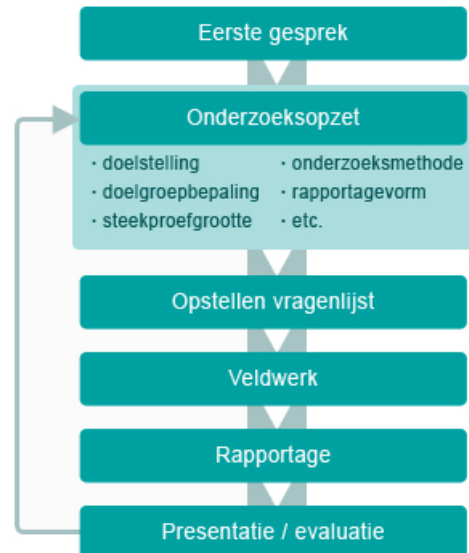 Eerste gesprek
Onderzoeksopzet
· doelstelling
· doelgroepbepaling
· steekproefgrootte
· onderzoeksmethode
· rapportagevorm
· etc.
Opstellen vragenlijst
Veldwerk
Rapportage
Presentatie / evaluatie